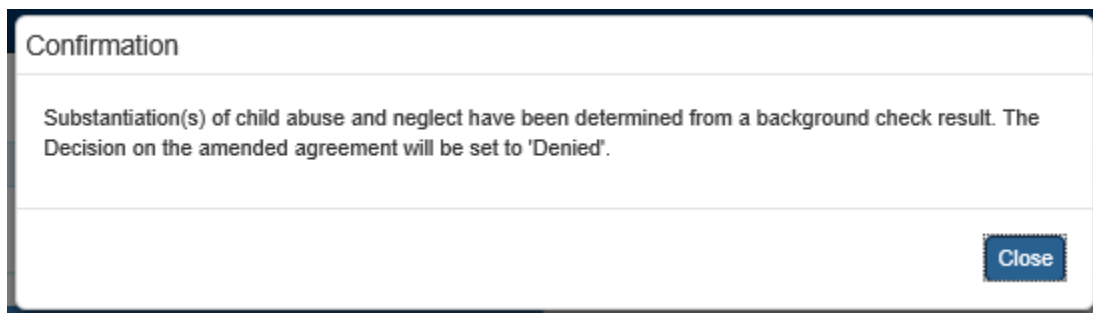 Confirmation
Substantiation(s) of child abuse and neglect have been determined from a background check result. The
Decision on the amended agreement will be set to 'Denied'.
Close